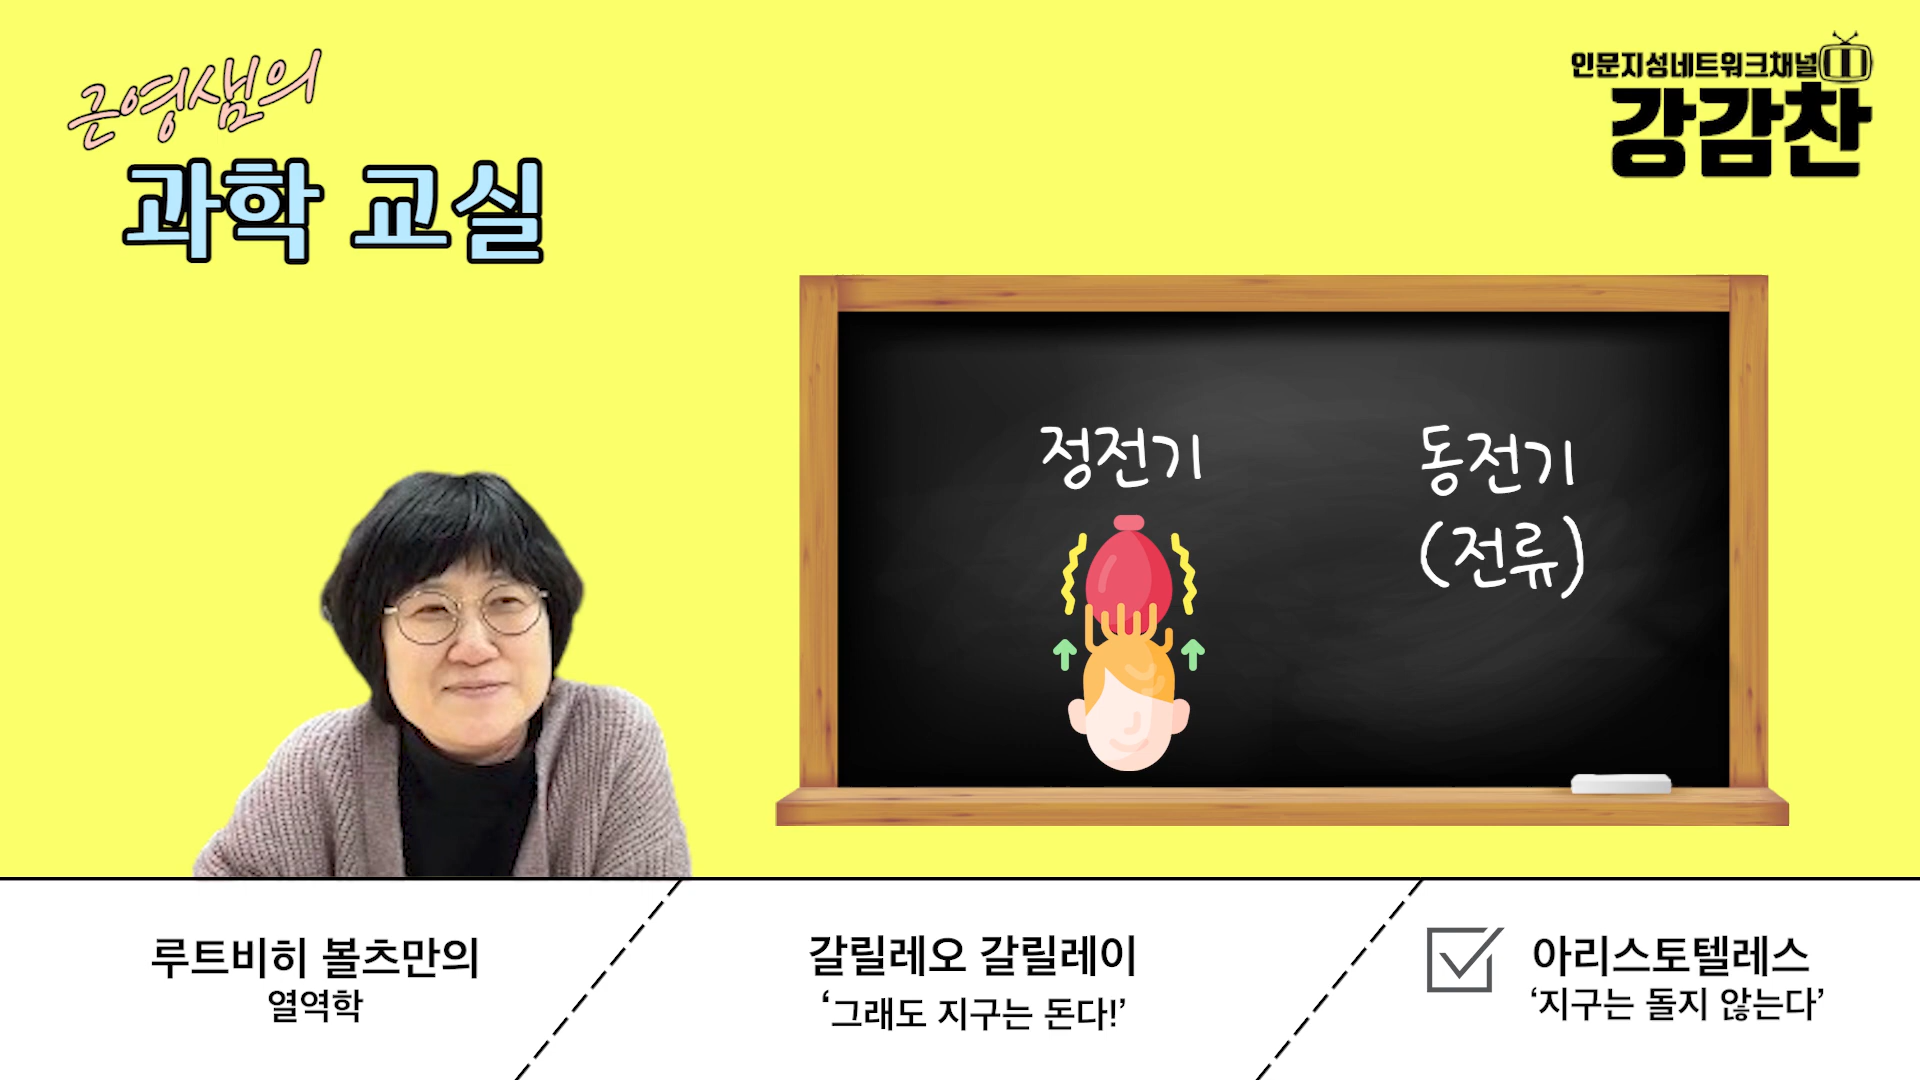 근영샘의
과학 교실
인문지성네트워크채널
강감찬
정전기
동전기
(전류)
루트비히 볼츠만의
열역학
갈릴레오 갈릴레이
‘그래도 지구는 돈다!’
아리스토텔레스
‘지구는 돌지 않는다’